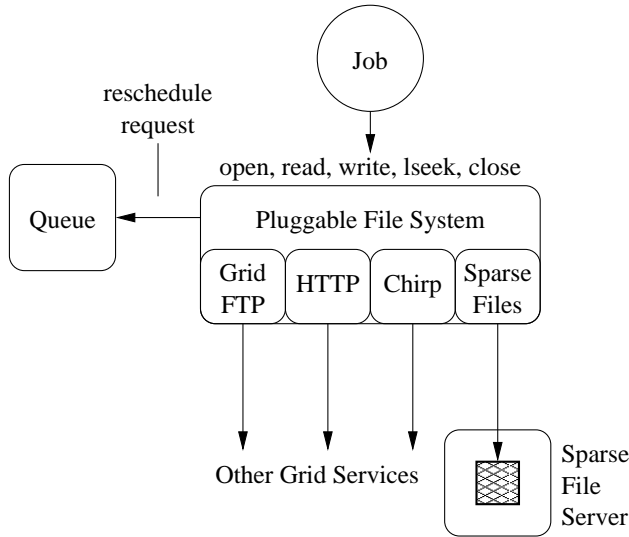 Job
reschedule
request
open, read, write, lseek, close
Queue
Pluggable File System
Grid
FTP
HTTP
Chirp
Sparse
Files
Other Grid Services
Sparse
File
Server